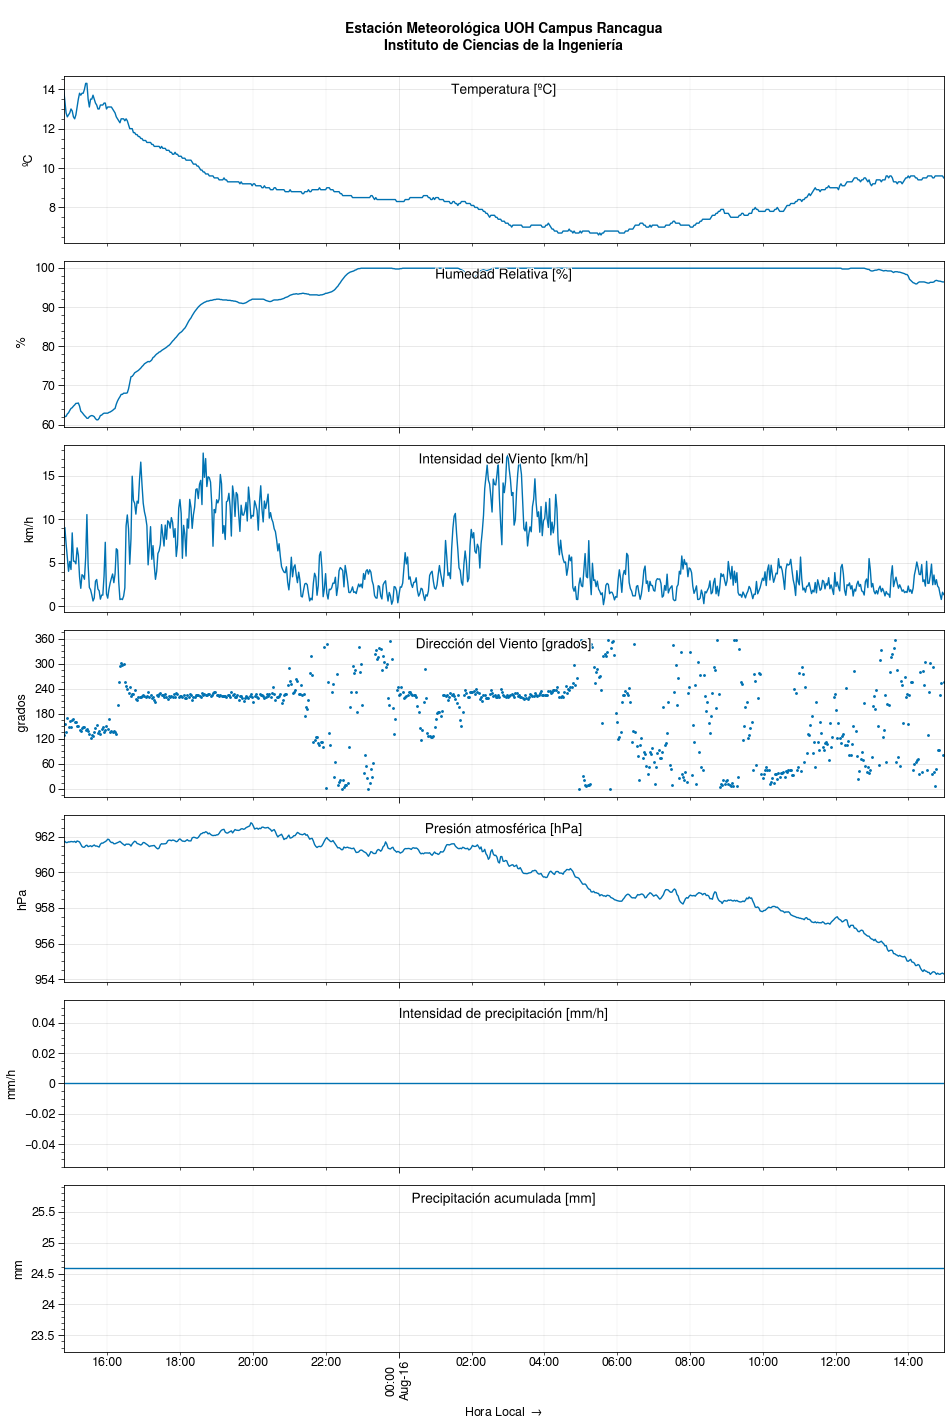 Estación Meteorológica UOH Campus Rancagua
Instituto de Ciencias de la Ingeniería
Temperatura [ºC]
14
12
10
8
ºC
Humedad Relativa [%]
100
90
80
70
60
%
Intensidad del Viento [km/h]
15
10
5
0
km/h
Dirección del Viento [grados]
360
300
240
180
120
60
0
grados
Presión atmosférica [hPa]
962
960
958
956
954
hPa
Intensidad de precipitación [mm/h]
0.04
0.02
0
−0.02
−0.04
mm/h
Precipitación acumulada [mm]
25.5
25
24.5
24
23.5
mm
16:00 18:00 20:00 22:00 00:00 02:00 04:00 06:00 08:00 10:00 12:00 14:00
Aug-16
Hora Local →